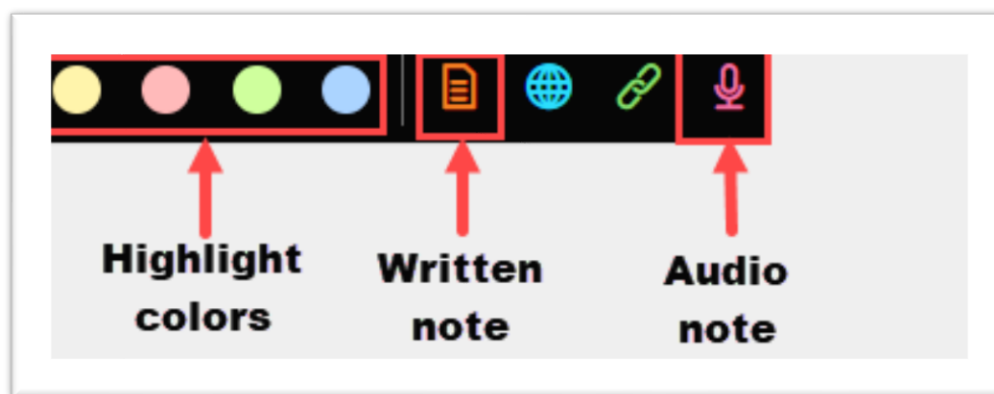 Highlight
colors
Written
note
Audio
note